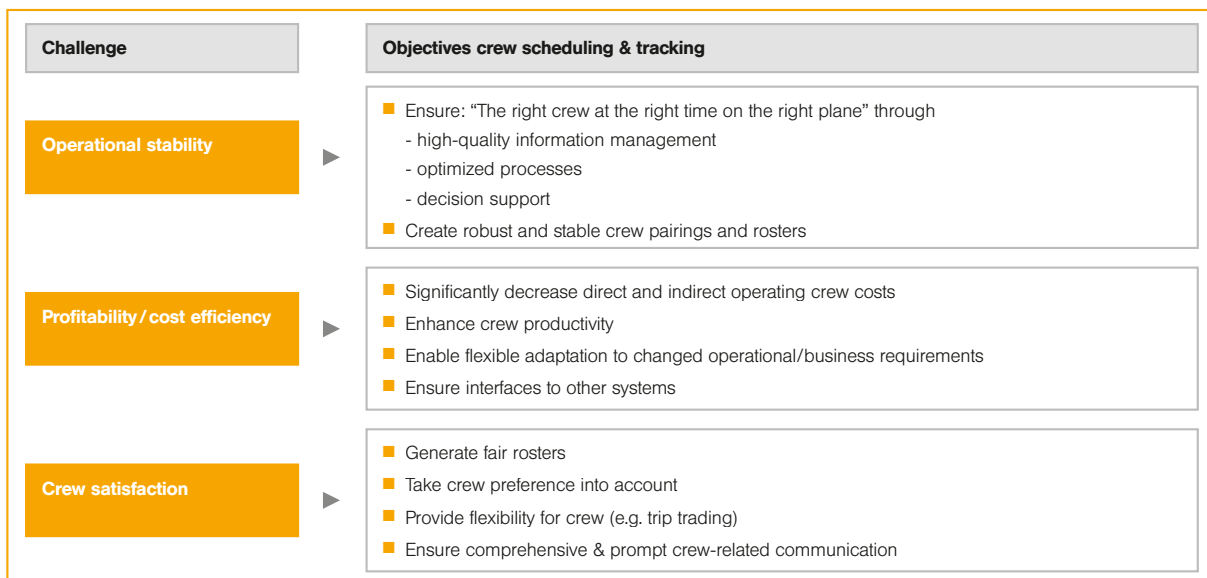 Challenge
Objectives crew scheduling & tracking
Operational stability
Ensure: “The right crew at the right time on the right plane” through
- high-quality information management
- optimized processes
- decision support
Create robust and stable crew pairings and rosters
Profitability/cost efficiency
Significantly decrease direct and indirect operating crew costs
Enhance crew productivity
Enable flexible adaptation to changed operational/business requirements
Ensure interfaces to other systems
Crew satisfaction
Generate fair rosters
Take crew preference into account
Provide flexibility for crew (e.g. trip trading)
Ensure comprehensive & prompt crew-related communication